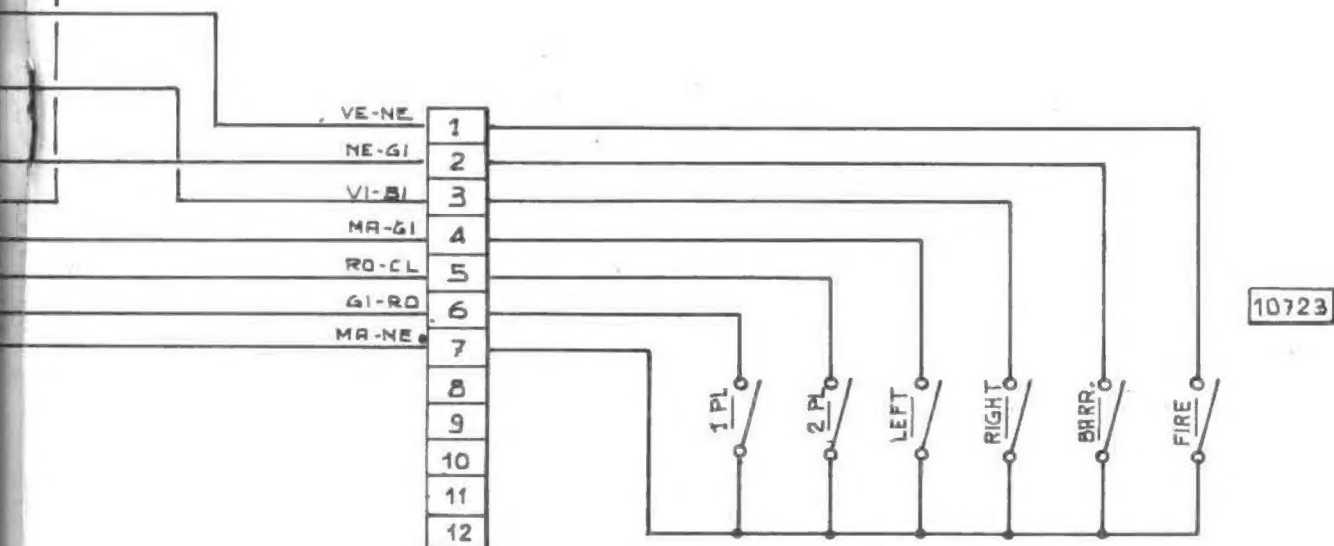 VE-NE 1
NE-GI 2
VI-BI 3
MA-GI 4
RO-CL 5
GI-RO 6
MA-NE 7
8
9
10
11
12
1 PL
2 PL
LEFT
RIGHT
BARR.
FIRE
10723